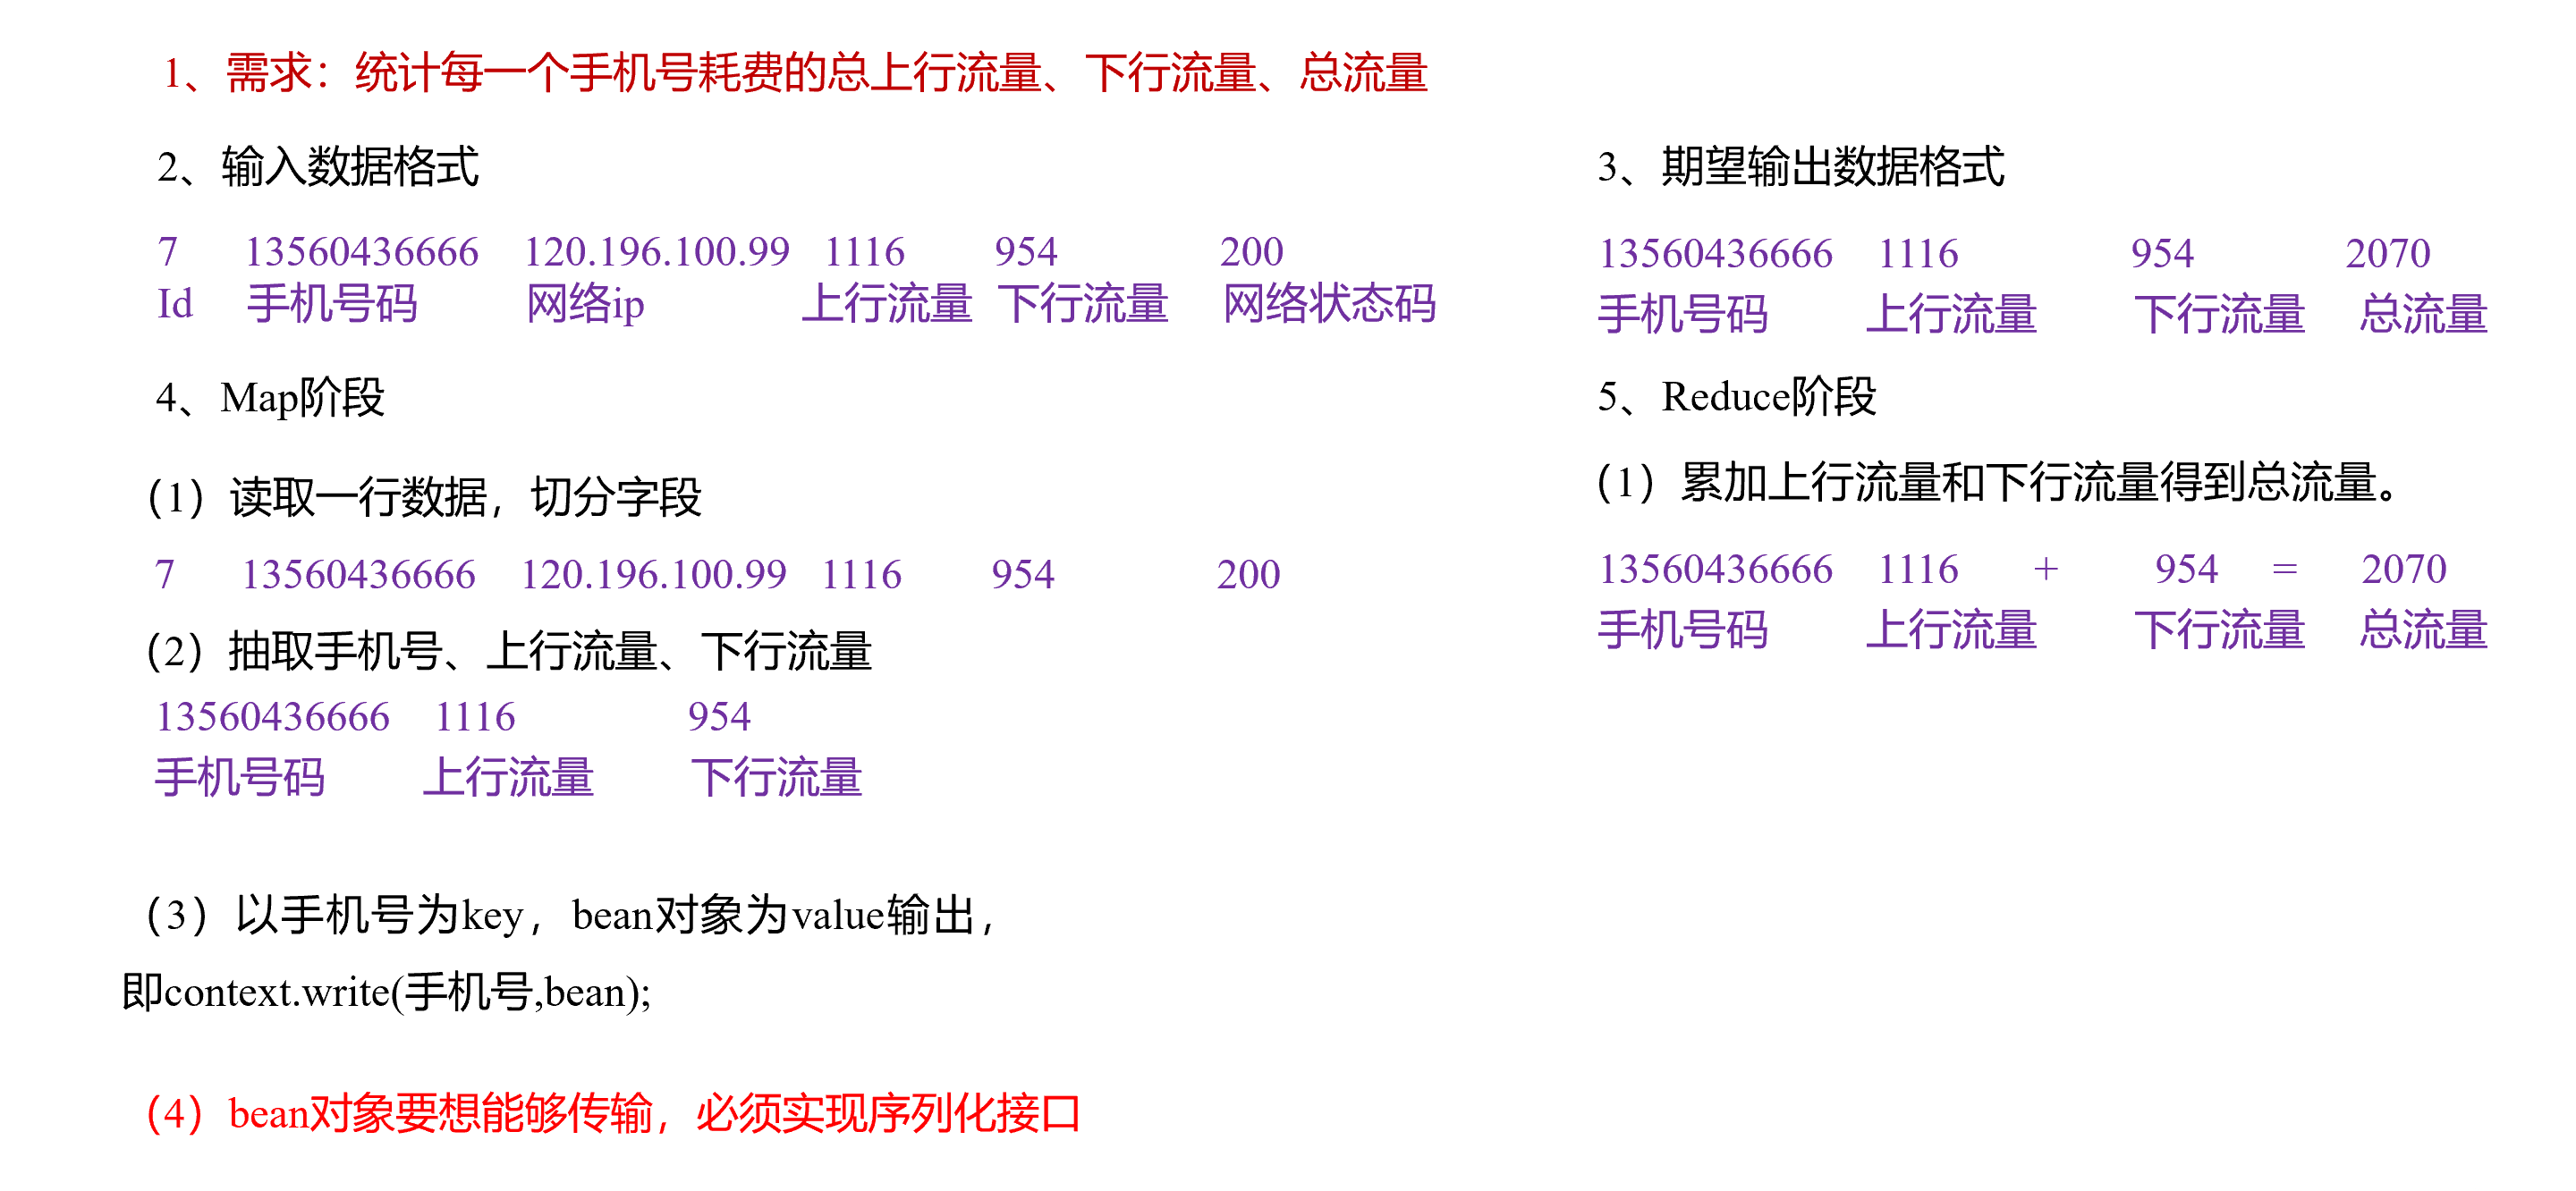 1、需求：统计每一个手机号耗费的总上行流量、下行流量、总流量
2、输入数据格式
7 13560436666 120.196.100.99 1116 954 200
Id 手机号码 网络ip 上行流量 下行流量 网络状态码
3、期望输出数据格式
13560436666 1116 954 2070
手机号码 上行流量 下行流量 总流量
4、Map阶段
（1）读取一行数据，切分字段
7 13560436666 120.196.100.99 1116 954 200
（2）抽取手机号、上行流量、下行流量
13560436666 1116 954
手机号码 上行流量 下行流量
（3）以手机号为key，bean对象为value输出，
即context.write(手机号,bean);
（4）bean对象要想能够传输，必须实现序列化接口
5、Reduce阶段
（1）累加上行流量和下行流量得到总流量。
13560436666 1116 + 954 = 2070
手机号码 上行流量 下行流量 总流量